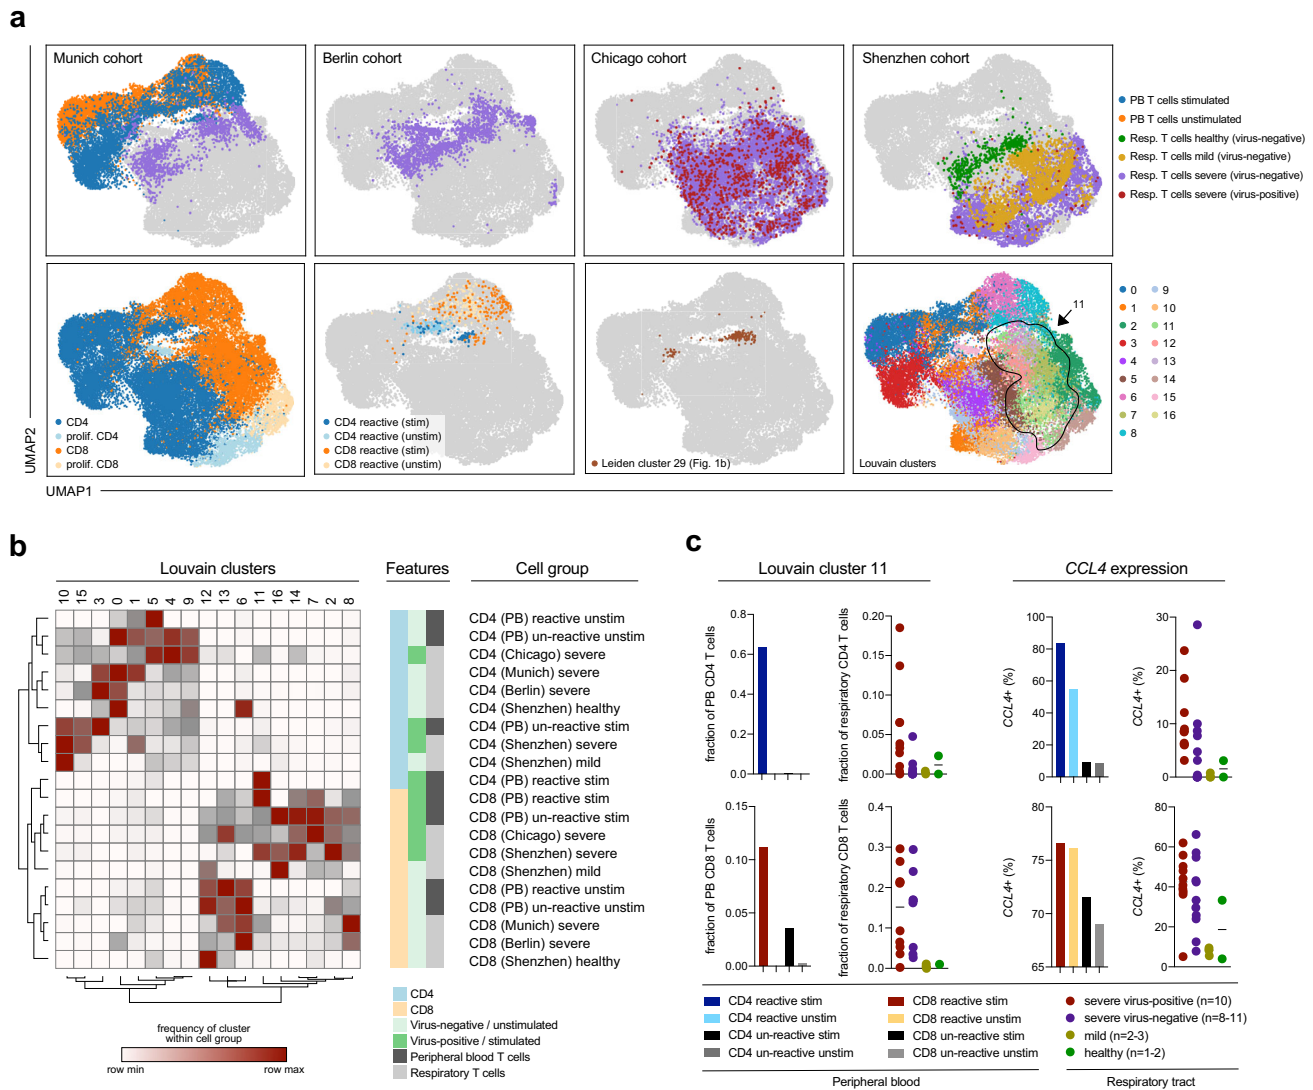 a
Munich cohort
Berlin cohort
Chicago cohort
Shenzhen cohort
PB T cells stimulated
PB T cells unstimulated
Resp. T cells healthy (virus-negative)
Resp. T cells mild (virus-negative)
Resp. T cells severe (virus-negative)
Resp. T cells severe (virus-positive)
CD4
prolif. CD4
CD8
prolif. CD8
CD4 reactive (stim)
CD4 reactive (unstim)
CD8 reactive (stim)
CD8 reactive (unstim)
Leiden cluster 29 (Fig. 1b)
11
Louvain clusters
0 9
1 10
2 11
3 12
4 13
5 14
6 15
7 16
8
UMAP2
UMAP1
b
Louvain clusters
Features
Cell group
10 15 3 0 1 5 4 9 12 13 6 11 16 14 7 2 8
CD4 (PB) reactive unstim
CD4 (PB) un-reactive unstim
CD4 (Chicago) severe
CD4 (Munich) severe
CD4 (Berlin) severe
CD4 (Shenzhen) healthy
CD4 (PB) un-reactive stim
CD4 (Shenzhen) severe
CD4 (Shenzhen) mild
CD4 (PB) reactive stim
CD8 (PB) reactive stim
CD8 (PB) un-reactive stim
CD8 (Chicago) severe
CD8 (Shenzhen) severe
CD8 (Shenzhen) mild
CD8 (PB) reactive unstim
CD8 (PB) un-reactive unstim
CD8 (Munich) severe
CD8 (Berlin) severe
CD8 (Shenzhen) healthy
CD4
CD8
Virus-negative / unstimulated
Virus-positive / stimulated
Peripheral blood T cells
Respiratory T cells
frequency of cluster
within cell group
row min
row max
c
Louvain cluster 11
CCL4 expression
fraction of PB CD4 T cells
0.8
0.6
0.4
0.2
0.0
fraction of respiratory CD4 T cells
0.20
0.15
0.10
0.05
0.00
CCL4+ (%)
100
80
60
40
20
0
CCL4+ (%)
30
20
10
0
fraction of PB CD8 T cells
0.15
0.10
0.05
0.00
fraction of respiratory CD8 T cells
0.4
0.3
0.2
0.1
0.0
CCL4+ (%)
80
75
70
65
CCL4+ (%)
80
60
40
20
0
CD4 reactive stim
CD4 reactive unstim
CD4 un-reactive stim
CD4 un-reactive unstim
CD8 reactive stim
CD8 reactive unstim
CD8 un-reactive stim
CD8 un-reactive unstim
severe virus-positive (n=10)
severe virus-negative (n=8-11)
mild (n=2-3)
healthy (n=1-2)
Peripheral blood
Respiratory tract